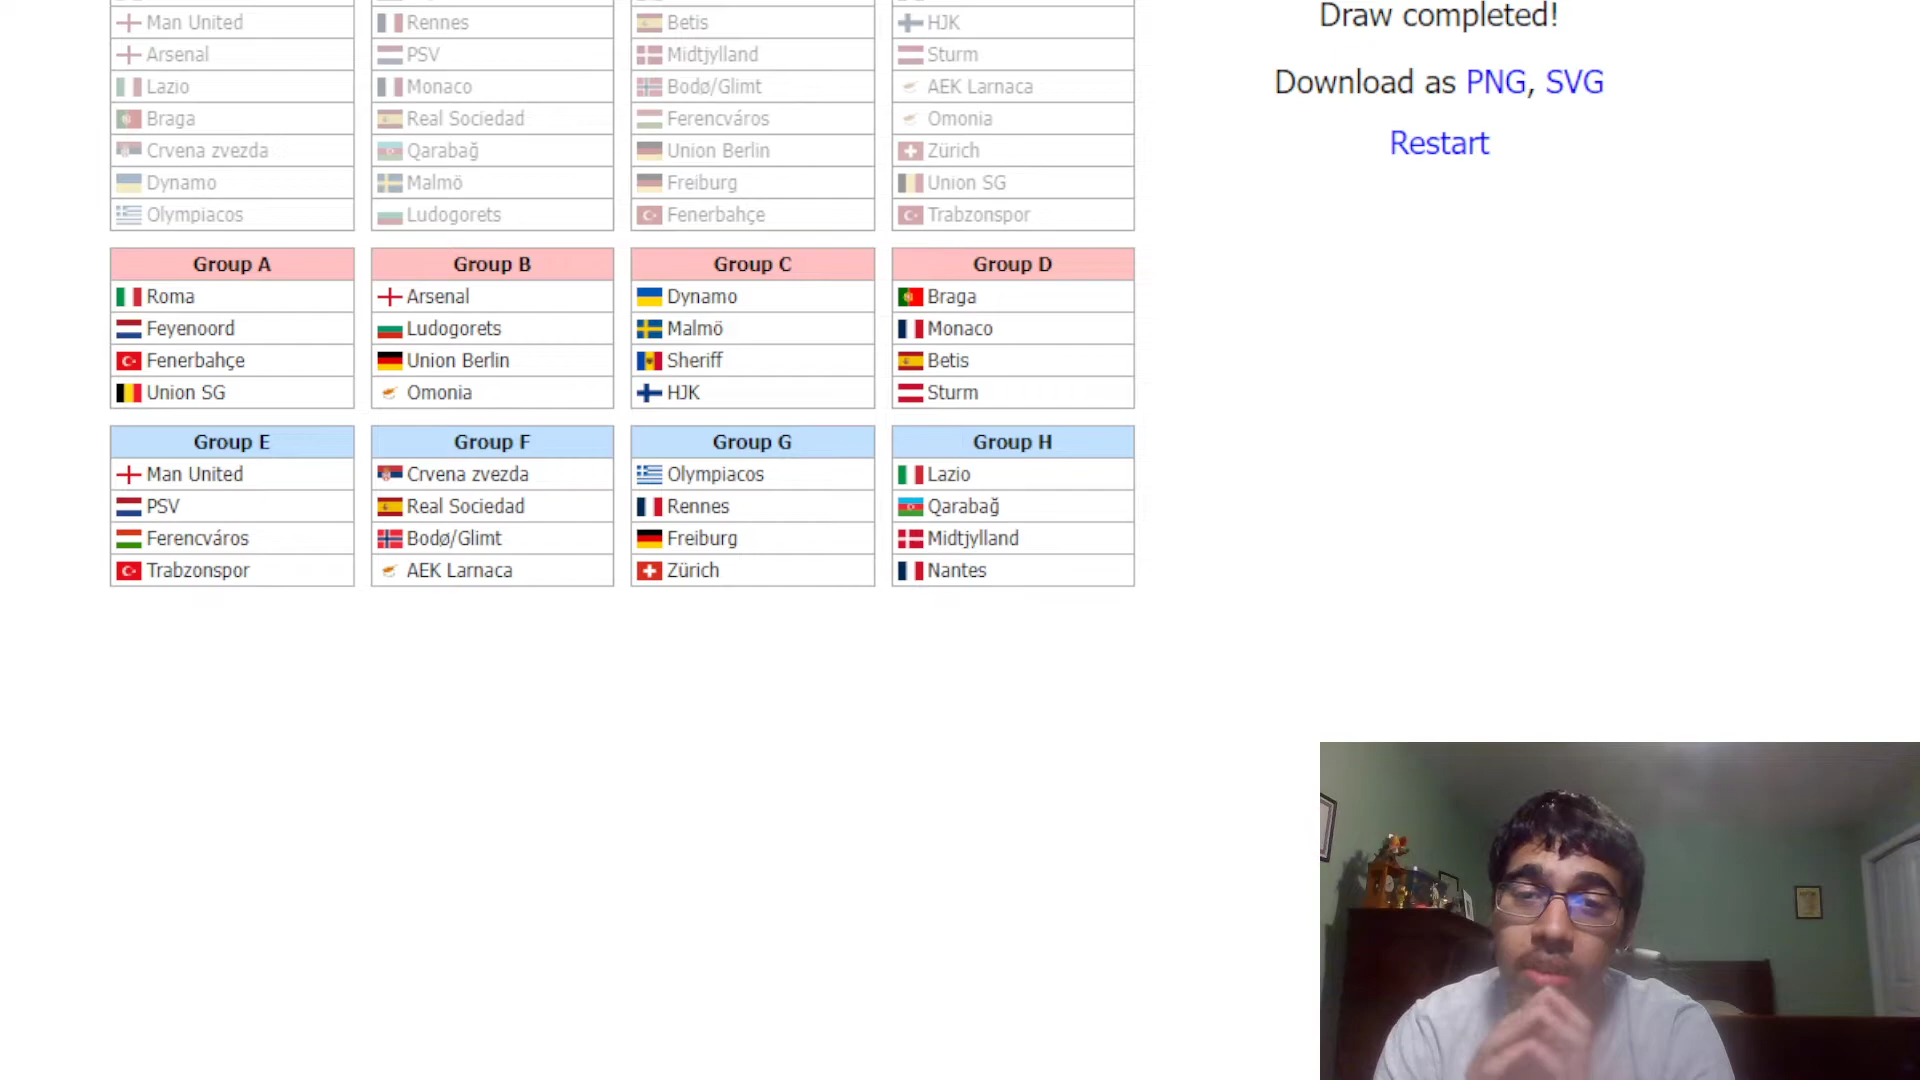 Man United Rennes Betis HJK
Arsenal PSV Midtjylland Sturm
Lazio Monaco Bodø/Glimt AEK Larnaca
Braga Real Sociedad Ferencváros Omonia
Crvena zvezda Qarabağ Union Berlin Zürich
Dynamo Malmö Freiburg Union SG
Olympiacos Ludogorets Fenerbahçe Trabzonspor
Group A Group B Group C Group D
Roma Arsenal Dynamo Braga
Feyenoord Ludogorets Malmö Monaco
Fenerbahçe Union Berlin Sheriff Betis
Union SG Omonia HJK Sturm
Group E Group F Group G Group H
Man United Crvena zvezda Olympiacos Lazio
PSV Real Sociedad Rennes Qarabağ
Ferencváros Bodø/Glimt Freiburg Midtjylland
Trabzonspor AEK Larnaca Zürich Nantes
Draw completed!
Download as PNG, SVG
Restart